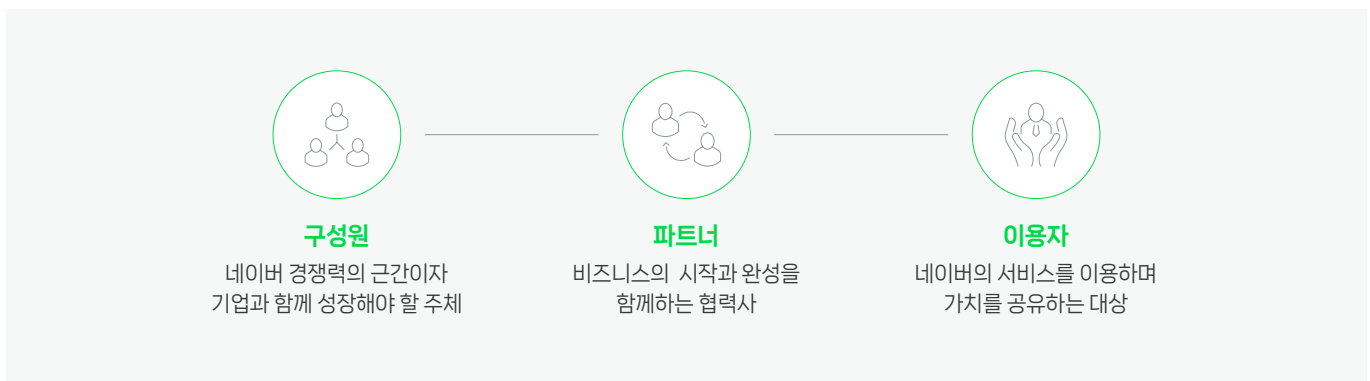 구성원
네이버 경쟁력의 근간이자
기업과 함께 성장해야 할 주체
파트너
비즈니스의 시작과 완성을
함께하는 협력사
이용자
네이버의 서비스를 이용하며
가치를 공유하는 대상